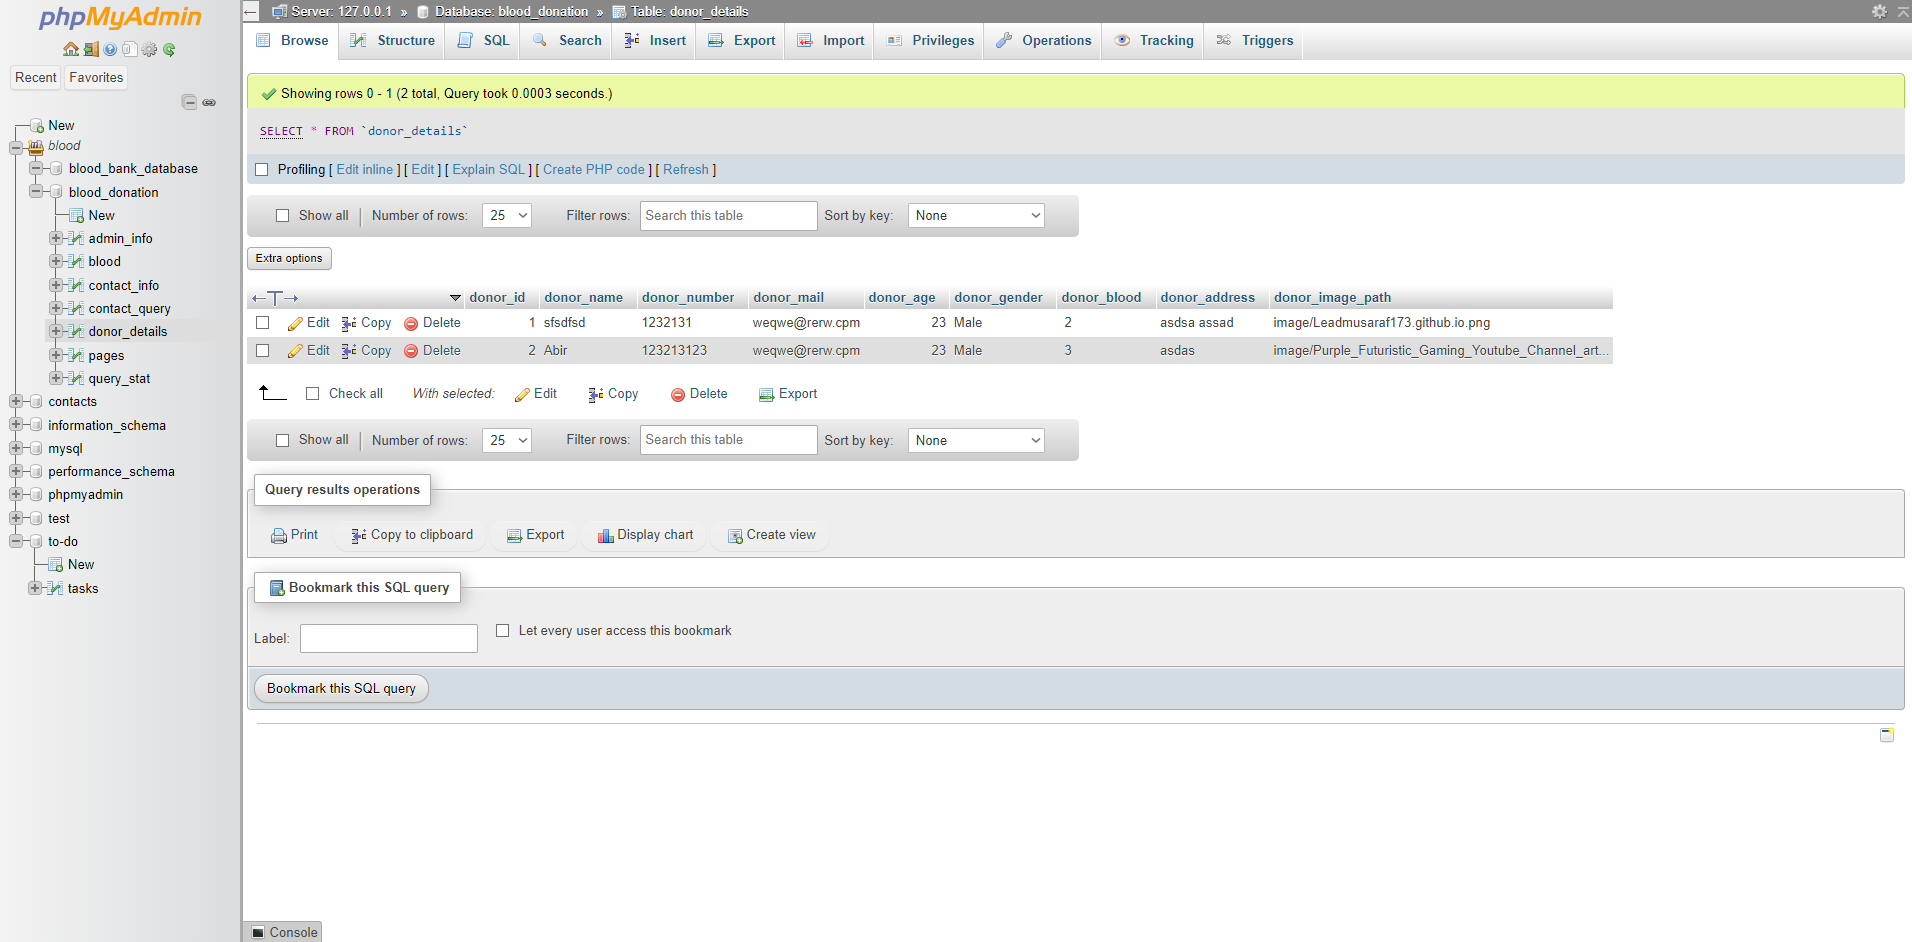 phpMyAdmin
Recent Favorites
New
blood
blood_bank_database
blood_donation
New
admin_info
blood
contact_info
contact_query
donor_details
pages
query_stat
contacts
information_schema
mysql
performance_schema
phpmyadmin
test
to-do
New
tasks
Server: 127.0.0.1 » Database: blood_donation » Table: donor_details
Browse Structure SQL Search Insert Export Import Privileges Operations Tracking Triggers
Showing rows 0 - 1 (2 total, Query took 0.0003 seconds.)
SELECT * FROM `donor_details`
Profiling [ Edit inline ] [ Edit ] [ Explain SQL ] [ Create PHP code ] [ Refresh ]
Show all Number of rows: 25 Filter rows: Search this table Sort by key: None
Extra options
←T→ donor_id donor_name donor_number donor_mail donor_age donor_gender donor_blood donor_address donor_image_path
Edit Copy Delete 1 sfsdfsd 1232131 weqwe@rerw.cpm 23 Male 2 asdsa assad image/Leadmusaraf173.github.io.png
Edit Copy Delete 2 Abir 123213123 weqwe@rerw.cpm 23 Male 3 asdas image/Purple_Futuristic_Gaming_Youtube_Channel_art...
Check all With selected: Edit Copy Delete Export
Show all Number of rows: 25 Filter rows: Search this table Sort by key: None
Query results operations
Print Copy to clipboard Export Display chart Create view
Bookmark this SQL query
Label: Let every user access this bookmark
Bookmark this SQL query
Console